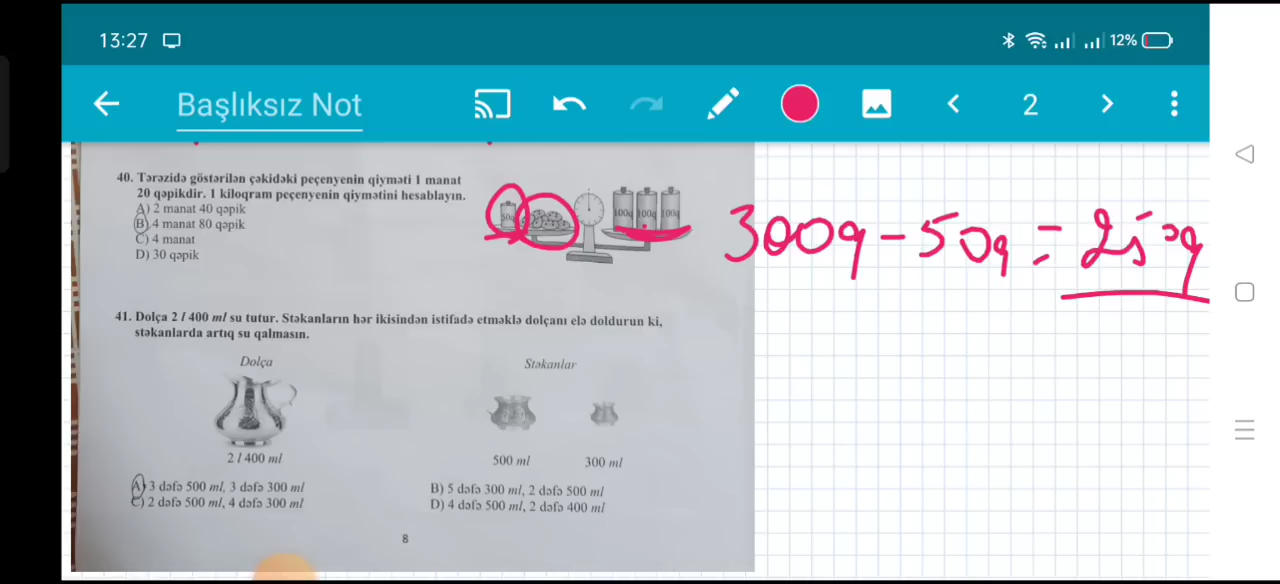 13:27
12%
Başlıksız Not
2
40. Tərəzidə göstərilən çəkidəki peçenyenin qiyməti 1 manat
20 qəpikdir. 1 kiloqram peçenyenin qiymətini hesablayın.
A) 2 manat 40 qəpik
B) 4 manat 80 qəpik
C) 4 manat
D) 30 qəpik
50q
100q 100q 100q
300q - 50q = 250q
41. Dolça 2 l 400 ml su tutur. Stəkanların hər ikisindən istifadə etməklə dolçanı elə doldurun ki,
stəkanlarda artıq su qalmasın.
Dolça
Stəkanlar
2 l 400 ml
500 ml
300 ml
A) 3 dəfə 500 ml, 3 dəfə 300 ml
B) 5 dəfə 300 ml, 2 dəfə 500 ml
C) 2 dəfə 500 ml, 4 dəfə 300 ml
D) 4 dəfə 500 ml, 2 dəfə 400 ml
8